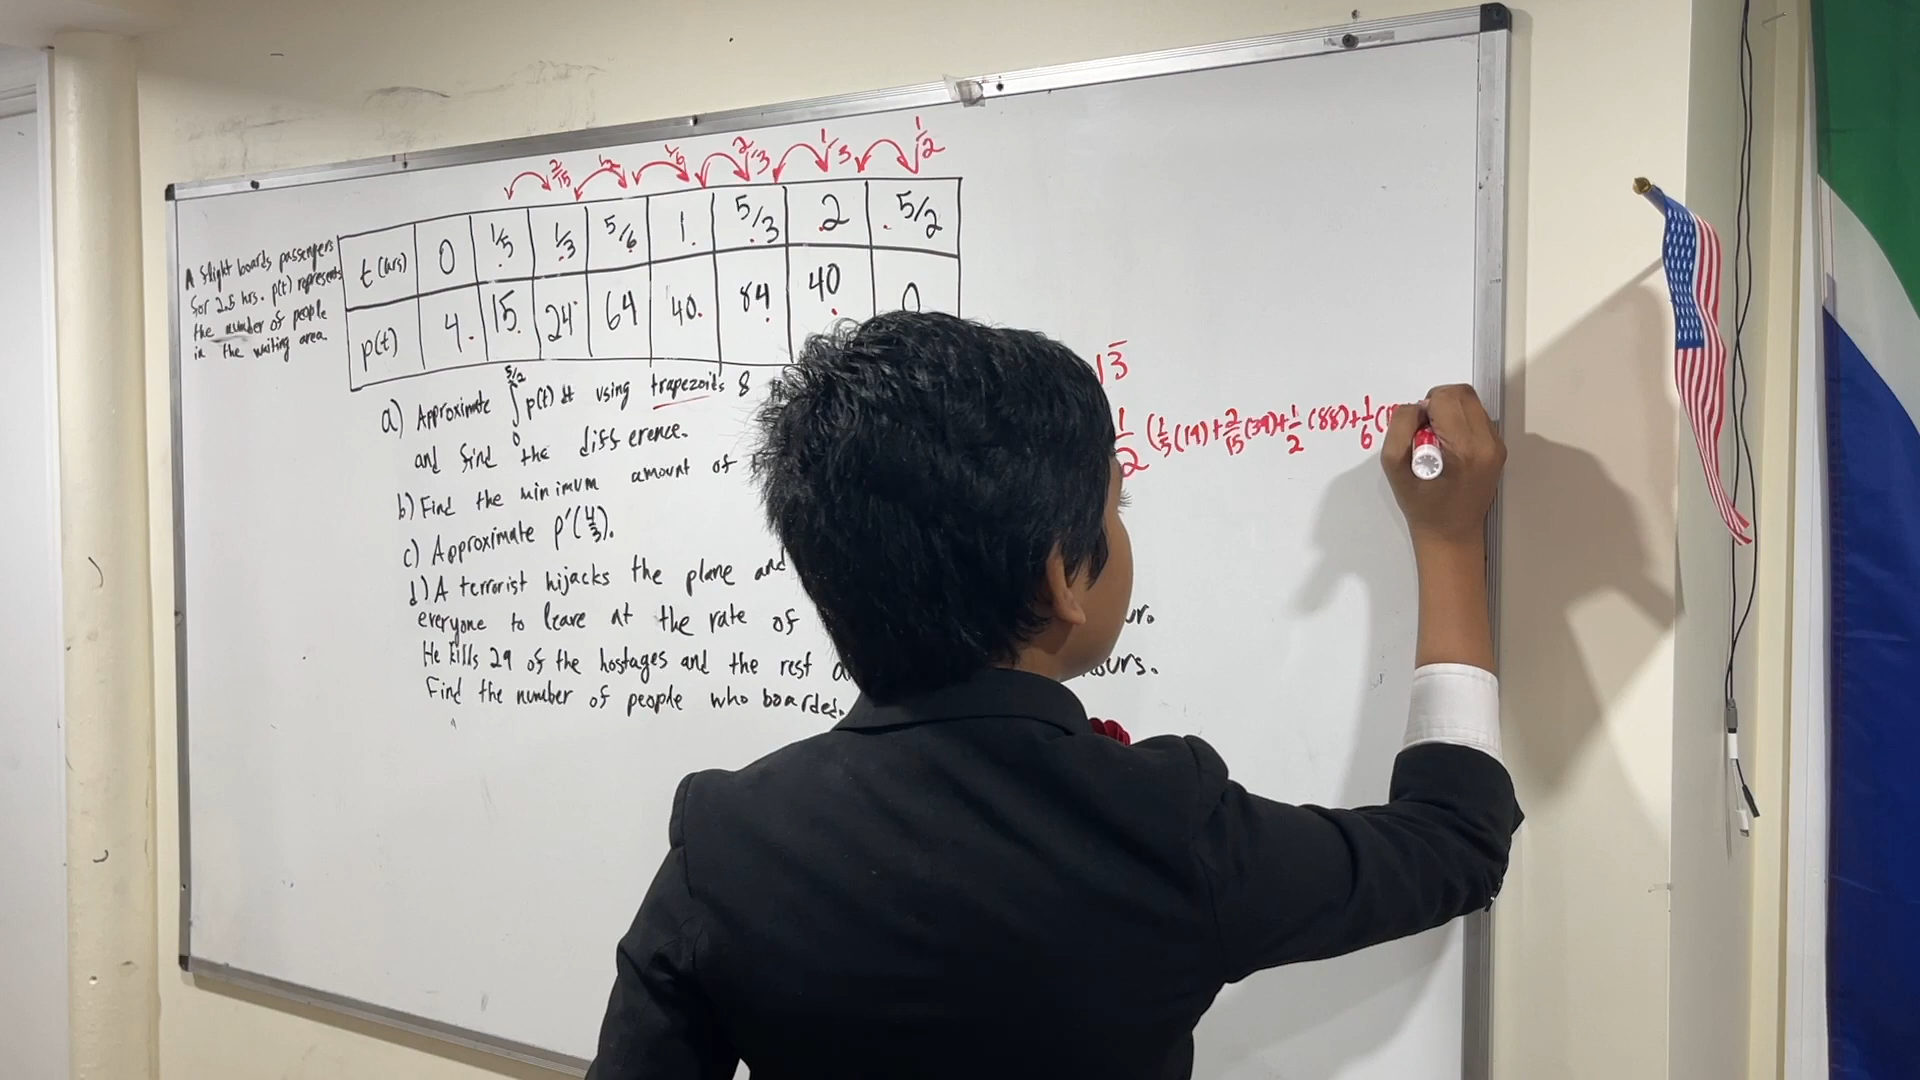 2/15 1/2 1/6 2/3 1/3 1/2
t (hrs) 0 1/5 1/3 5/6 1 5/3 2 5/2
p(t) 4 15 24 64 40 84 40 0
A flight boards passengers
for 2.5 hrs. p(t) represents
the number of people
in the waiting area
a) Approximate ∫₀^{5/2} p(t) dt using trapezoids 8
and find the difference.
b) Find the minimum amount of
c) Approximate p'(4/3).
d) A terrorist hijacks the plane and
everyone to leave at the rate of ur.
He kills 29 of the hostages and the rest ours.
Find the number of people who boarded.
√3
1/2 (1/5(19)+2/15(39)+1/2(88)+1/6(